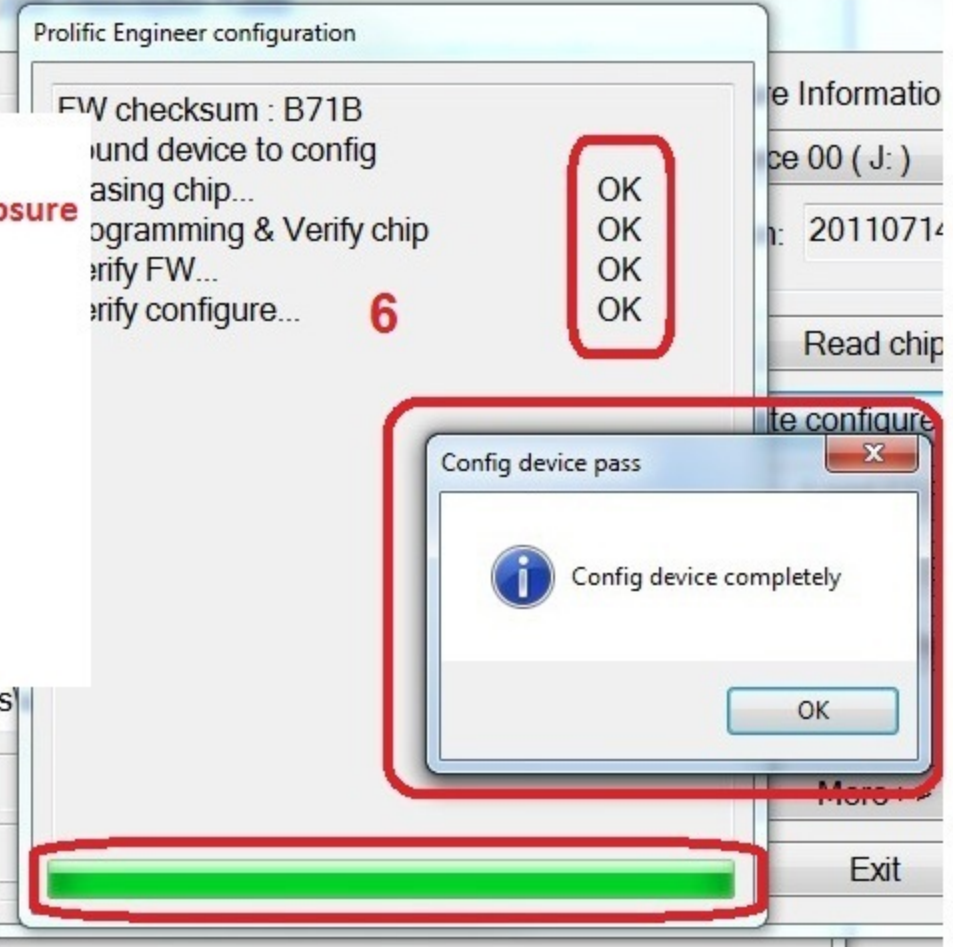 Prolific Engineer configuration
FW checksum : B71B
ound device to config
asing chip... OK
ogramming & Verify chip OK
erify FW... OK
erify configure... OK
6
osure
e Informatio
ce 00 ( J: )
n: 20110714
Read chip
te configure
Config device pass
Config device completely
OK
Exit